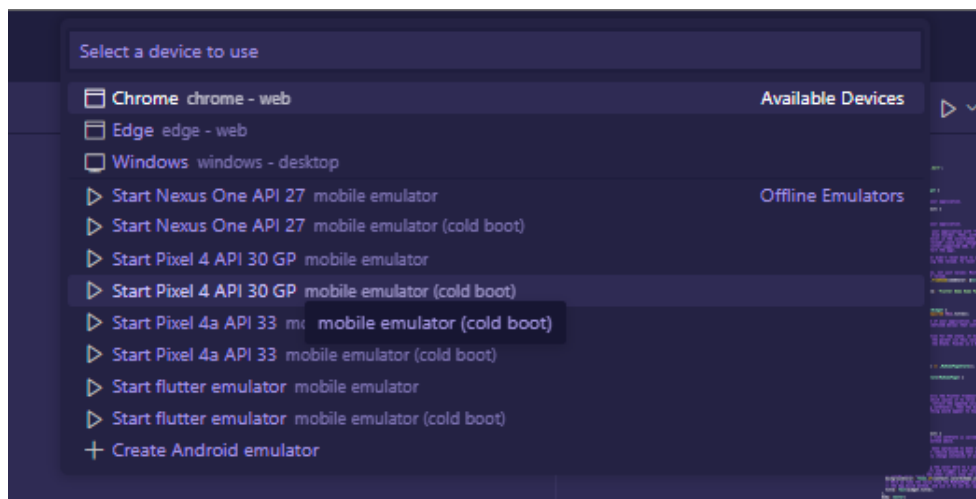 Select a device to use
Chrome chrome - web Available Devices
Edge edge - web
Windows windows - desktop
Start Nexus One API 27 mobile emulator Offline Emulators
Start Nexus One API 27 mobile emulator (cold boot)
Start Pixel 4 API 30 GP mobile emulator
Start Pixel 4 API 30 GP mobile emulator (cold boot)
Start Pixel 4a API 33 mobile emulator (cold boot)
Start Pixel 4a API 33 mobile emulator (cold boot)
Start flutter emulator mobile emulator
Start flutter emulator mobile emulator (cold boot)
Create Android emulator